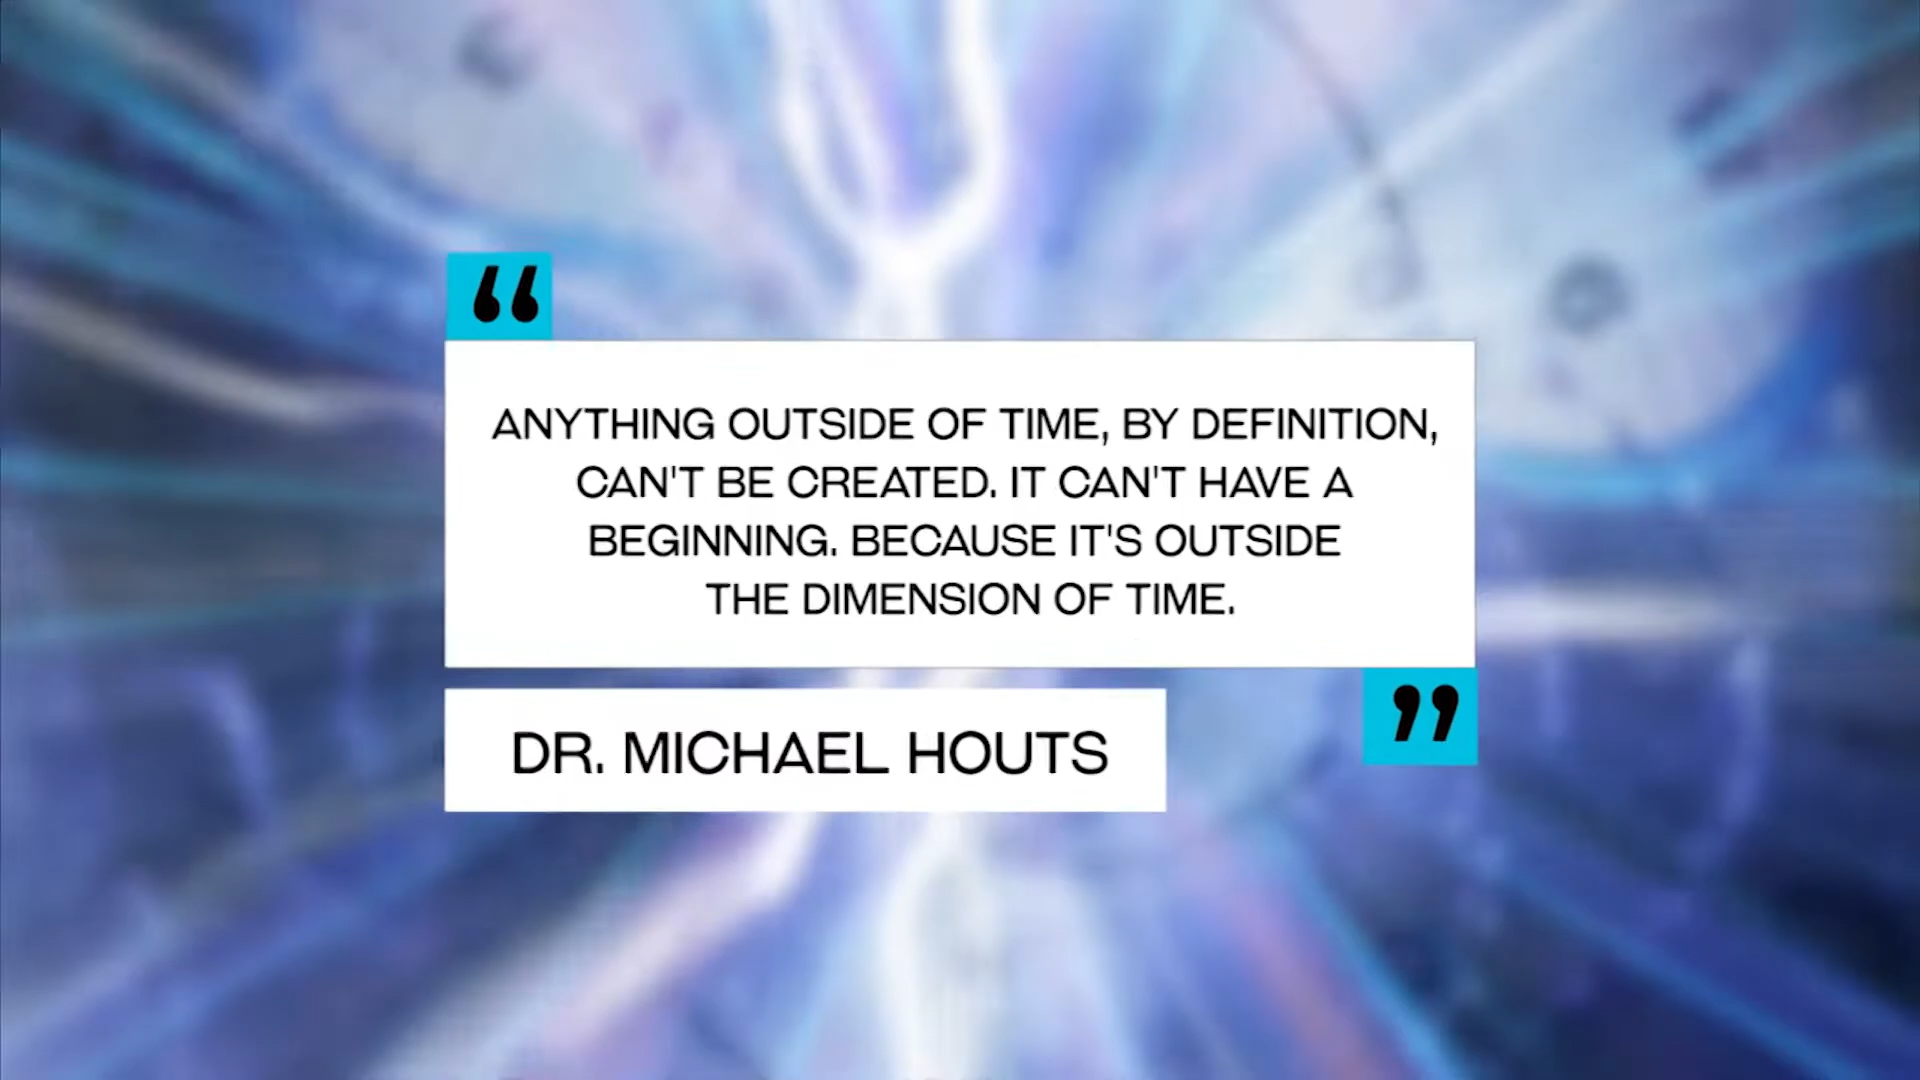 “
ANYTHING OUTSIDE OF TIME, BY DEFINITION,
CAN'T BE CREATED. IT CAN'T HAVE A
BEGINNING. BECAUSE IT'S OUTSIDE
THE DIMENSION OF TIME.
”
DR. MICHAEL HOUTS